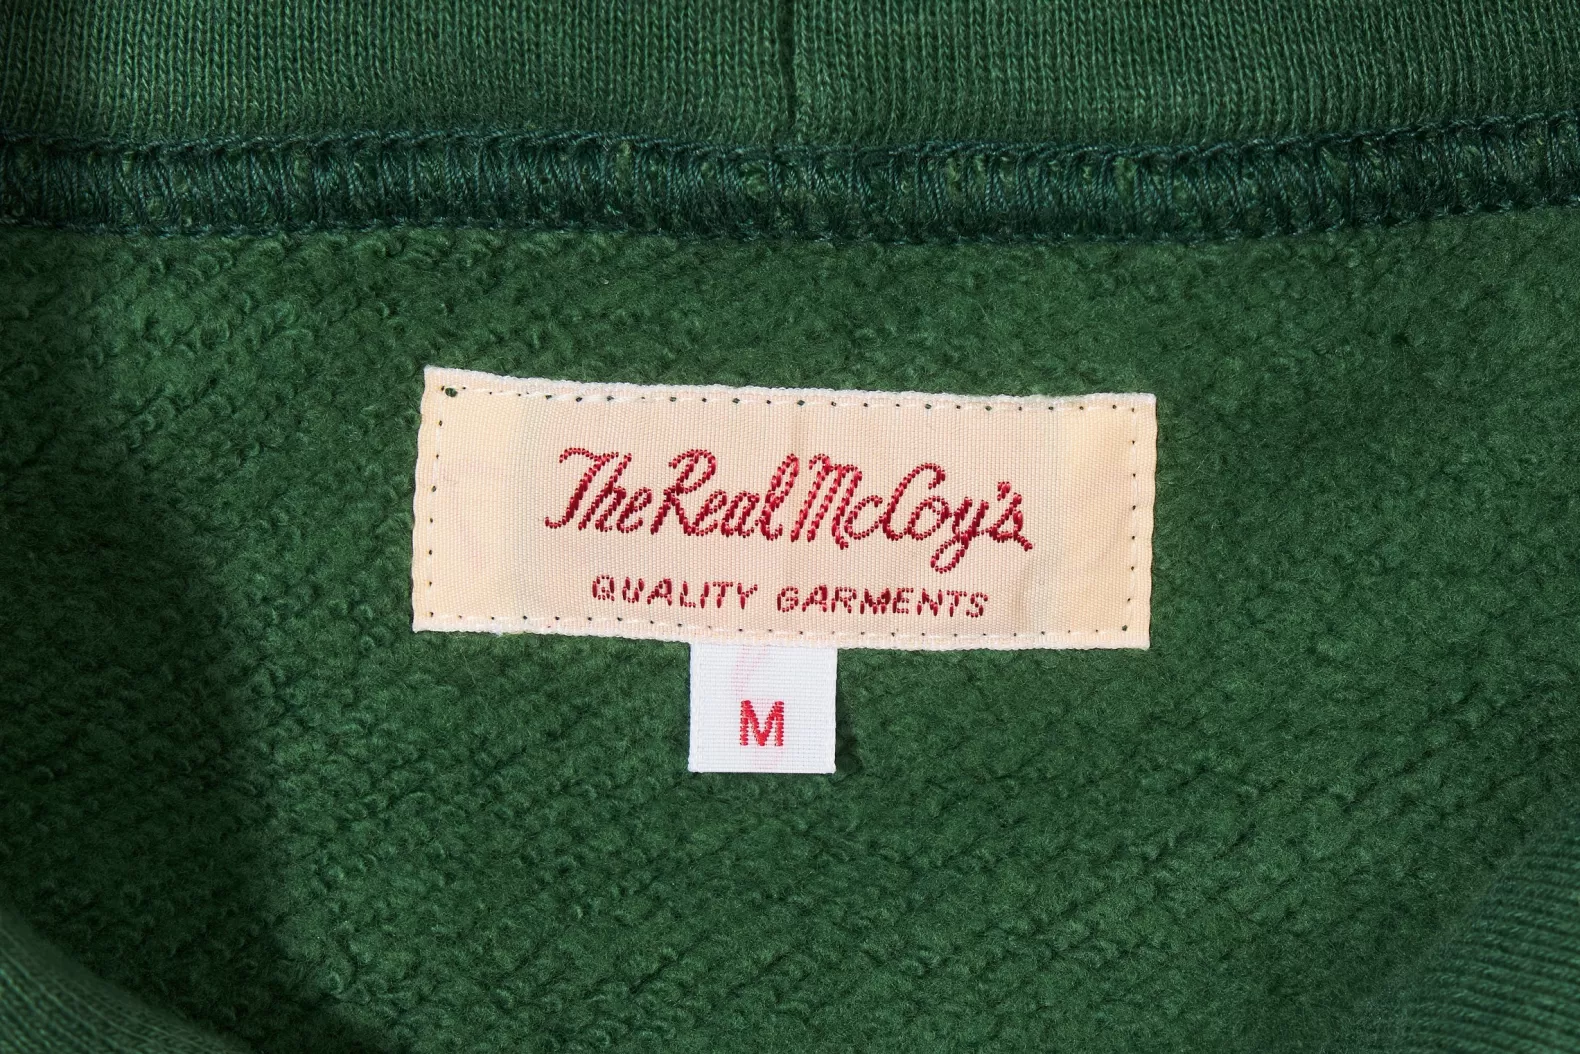 The Real McCoy's
QUALITY GARMENTS
M